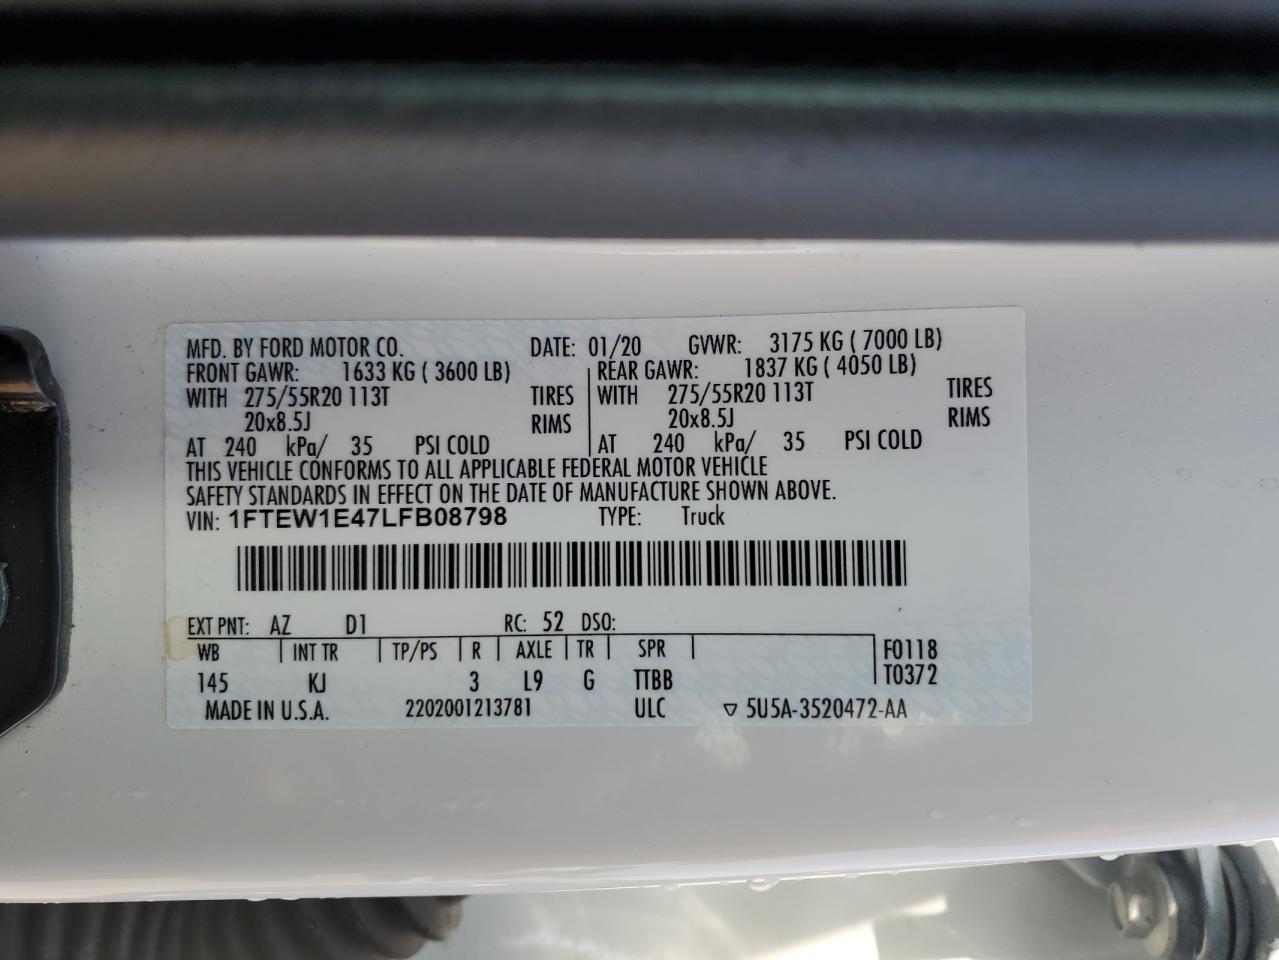 MFD. BY FORD MOTOR CO. DATE: 01/20 GVWR: 3175 KG ( 7000 LB)
FRONT GAWR: 1633 KG ( 3600 LB) REAR GAWR: 1837 KG ( 4050 LB)
WITH 275/55R20 113T TIRES WITH 275/55R20 113T TIRES
20x8.5J RIMS 20x8.5J RIMS
AT 240 kPa/ 35 PSI COLD AT 240 kPa/ 35 PSI COLD
THIS VEHICLE CONFORMS TO ALL APPLICABLE FEDERAL MOTOR VEHICLE
SAFETY STANDARDS IN EFFECT ON THE DATE OF MANUFACTURE SHOWN ABOVE.
VIN: 1FTEW1E47LFB08798 TYPE: Truck
EXT PNT: AZ D1 RC: 52 DSO:
WB INT TR TP/PS R AXLE TR SPR F0118
145 KJ 3 L9 G TTBB T0372
MADE IN U.S.A. 2202001213781 ULC ▽ 5U5A-3520472-AA